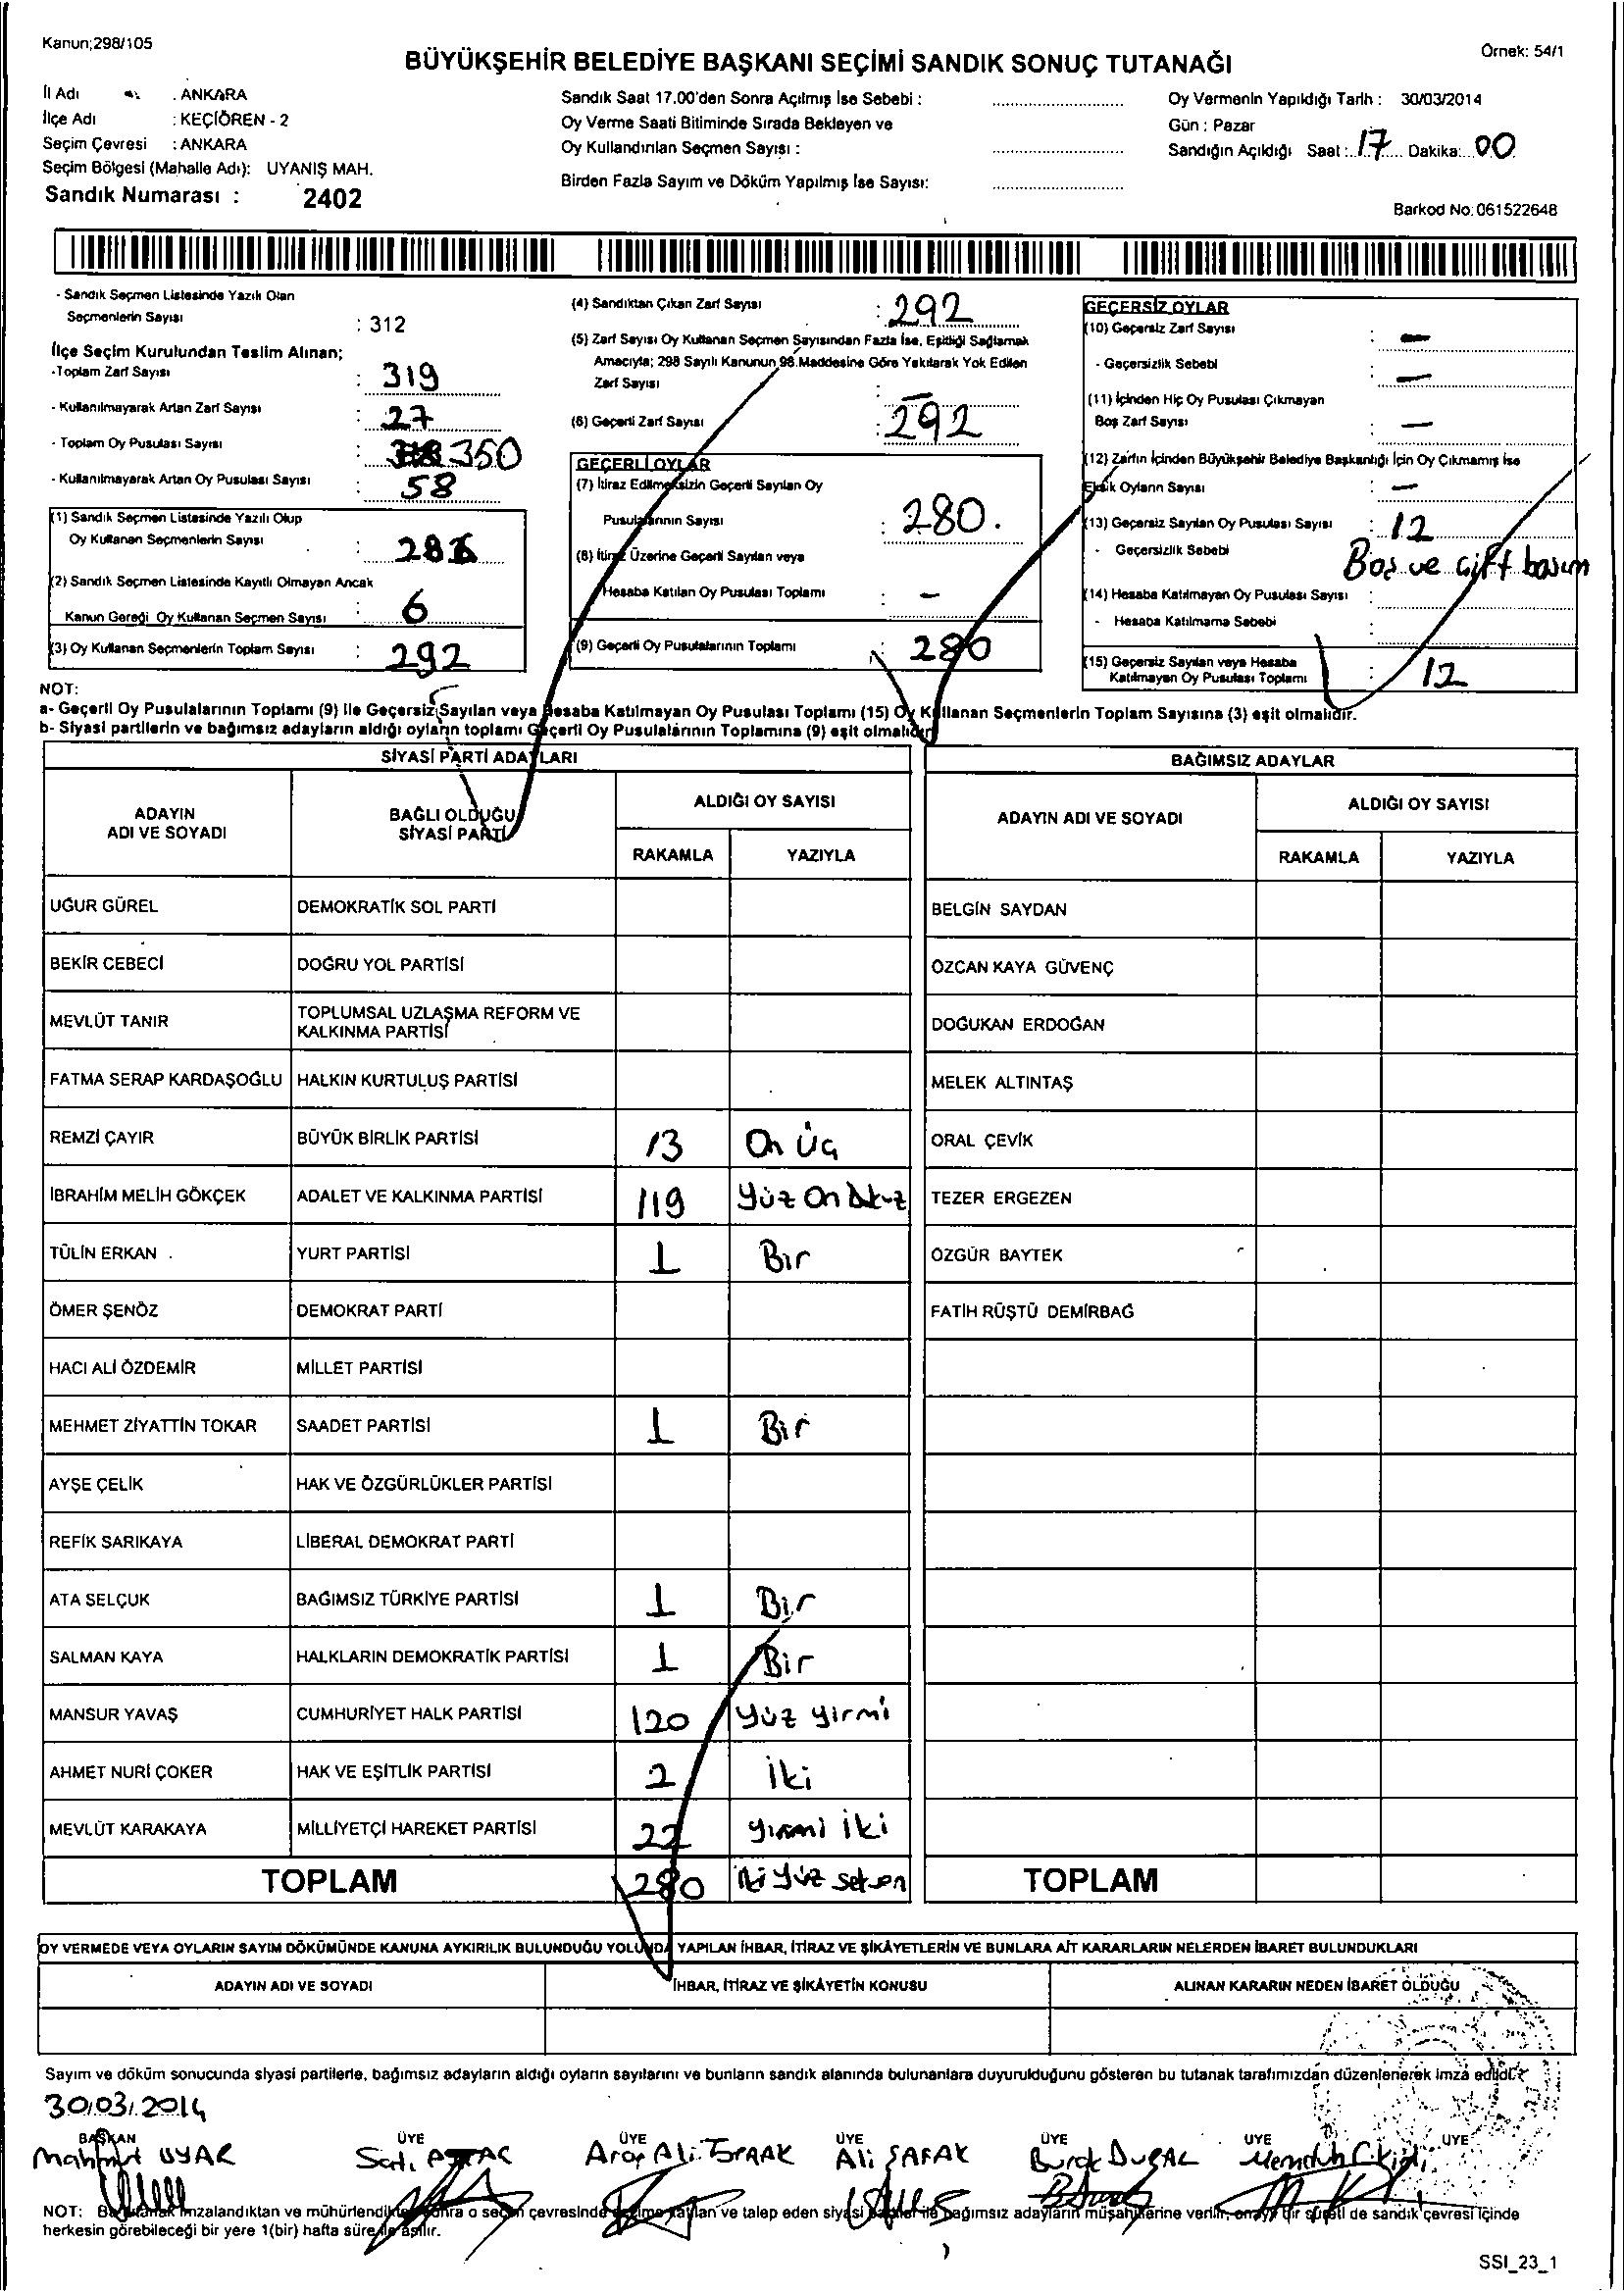 Kanun;298/105
Örnek: 54/1
BÜYÜKŞEHİR BELEDİYE BAŞKANI SEÇİMİ SANDIK SONUÇ TUTANAĞI
İl Adı : ANKARA
İlçe Adı : KEÇİÖREN - 2
Seçim Çevresi : ANKARA
Seçim Bölgesi (Mahalle Adı): UYANIŞ MAH.
Sandık Numarası : 2402
Sandık Saat 17.00'den Sonra Açılmış İse Sebebi :
Oy Verme Saati Bitiminde Sırada Bekleyen ve
Oy Kullandırılan Seçmen Sayısı :
Birden Fazla Sayım ve Döküm Yapılmış İse Sayısı:
Oy Vermenin Yapıldığı Tarih : 30/03/2014
Gün : Pazar
Sandığın Açıldığı Saat : 17 Dakika: 00
Barkod No: 061522648
- Sandık Seçmen Listesinde Yazılı Olan
Seçmenlerin Sayısı : 312
İlçe Seçim Kurulundan Teslim Alınan;
-Toplam Zarf Sayısı : 319
- Kullanılmayarak Artan Zarf Sayısı : 27
- Toplam Oy Pusulası Sayısı : 350
- Kullanılmayarak Artan Oy Pusulası Sayısı : 58
(1) Sandık Seçmen Listesinde Yazılı Olup
Oy Kullanan Seçmenlerin Sayısı : 286
(2) Sandık Seçmen Listesinde Kayıtlı Olmayan Ancak
Kanun Gereği Oy Kullanan Seçmen Sayısı : 6
(3) Oy Kullanan Seçmenlerin Toplam Sayısı : 292
(4) Sandıktan Çıkan Zarf Sayısı : 292
(5) Zarf Sayısı Oy Kullanan Seçmen Sayısından Fazla İse, Eşitliği Sağlamak
Amacıyla; 298 Sayılı Kanunun 98.Maddesine Göre Yakılarak Yok Edilen
Zarf Sayısı : -
(6) Geçerli Zarf Sayısı : 292
GEÇERLİ OYLAR
(7) İtiraz Edilmeksizin Geçerli Sayılan Oy
Pusulalarının Sayısı : 280.
(8) İtiraz Üzerine Geçerli Sayılan veya
Hesaba Katılan Oy Pusulası Toplamı : -
(9) Geçerli Oy Pusulalarının Toplamı : 280
GEÇERSİZ OYLAR
(10) Geçersiz Zarf Sayısı : -
- Geçersizlik Sebebi : -
(11) İçinden Hiç Oy Pusulası Çıkmayan
Boş Zarf Sayısı : -
(12) Zarfın İçinden Büyükşehir Belediye Başkanlığı İçin Oy Çıkmamış İse
Eksik Oyların Sayısı : -
(13) Geçersiz Sayılan Oy Pusulası Sayısı : 12
- Geçersizlik Sebebi Boş ve çift basım
(14) Hesaba Katılmayan Oy Pusulası Sayısı :
- Hesaba Katılmama Sebebi :
(15) Geçersiz Sayılan veya Hesaba
Katılmayan Oy Pusulası Toplamı : 12
NOT:
a- Geçerli Oy Pusulalarının Toplamı (9) ile Geçersiz Sayılan veya Hesaba Katılmayan Oy Pusulası Toplamı (15) Oy Kullanan Seçmenlerin Toplam Sayısına (3) eşit olmalıdır.
b- Siyasi partilerin ve bağımsız adayların aldığı oyların toplamı Geçerli Oy Pusulalarının Toplamına (9) eşit olmalıdır.
SİYASİ PARTİ ADAYLARI
ADAYIN ADI VE SOYADI
BAĞLI OLDUĞU SİYASİ PARTİ
ALDIĞI OY SAYISI
RAKAMLA YAZIYLA
BAĞIMSIZ ADAYLAR
ADAYIN ADI VE SOYADI
ALDIĞI OY SAYISI
RAKAMLA YAZIYLA
UĞUR GÜREL DEMOKRATİK SOL PARTİ BELGİN SAYDAN
BEKİR CEBECİ DOĞRU YOL PARTİSİ ÖZCAN KAYA GÜVENÇ
MEVLÜT TANIR TOPLUMSAL UZLAŞMA REFORM VE KALKINMA PARTİSİ DOĞUKAN ERDOĞAN
FATMA SERAP KARDAŞOĞLU HALKIN KURTULUŞ PARTİSİ MELEK ALTINTAŞ
REMZİ ÇAYIR BÜYÜK BİRLİK PARTİSİ 13 On Üç ORAL ÇEVİK
İBRAHİM MELİH GÖKÇEK ADALET VE KALKINMA PARTİSİ 119 Yüz On Dokuz TEZER ERGEZEN
TÜLİN ERKAN YURT PARTİSİ 1 Bir ÖZGÜR BAYTEK
ÖMER ŞENÖZ DEMOKRAT PARTİ FATİH RÜŞTÜ DEMİRBAĞ
HACI ALİ ÖZDEMİR MİLLET PARTİSİ
MEHMET ZİYATTİN TOKAR SAADET PARTİSİ 1 Bir
AYŞE ÇELİK HAK VE ÖZGÜRLÜKLER PARTİSİ
REFİK SARIKAYA LİBERAL DEMOKRAT PARTİ
ATA SELÇUK BAĞIMSIZ TÜRKİYE PARTİSİ 1 Bir
SALMAN KAYA HALKLARIN DEMOKRATİK PARTİSİ 1 Bir
MANSUR YAVAŞ CUMHURİYET HALK PARTİSİ 120 Yüz yirmi
AHMET NURİ ÇOKER HAK VE EŞİTLİK PARTİSİ 2 İki
MEVLÜT KARAKAYA MİLLİYETÇİ HAREKET PARTİSİ 22 yirmi iki
TOPLAM 280 İki Yüz seksen TOPLAM
OY VERMEDE VEYA OYLARIN SAYIM DÖKÜMÜNDE KANUNA AYKIRILIK BULUNDUĞU YOLUNDA YAPILAN İHBAR, İTİRAZ VE ŞİKÂYETLERİN VE BUNLARA AİT KARARLARIN NELERDEN İBARET BULUNDUKLARI
ADAYIN ADI VE SOYADI İHBAR, İTİRAZ VE ŞİKÂYETİN KONUSU ALINAN KARARIN NEDEN İBARET OLDUĞU
Sayım ve döküm sonucunda siyasi partilerle, bağımsız adayların aldığı oyların sayılarını ve bunların sandık alanında bulunanlara duyurulduğunu gösteren bu tutanak tarafımızdan düzenlenerek imza edildi.
30.03.2014
BAŞKAN ÜYE ÜYE ÜYE ÜYE ÜYE ÜYE
Mahmut UYAR Ali ŞAFAK Burak DURAL
NOT: Bu tutanak imzalandıktan ve mühürlendikten sonra o seçim çevresinde seçime katılan ve talep eden siyasi partiler ile bağımsız adayların müşahitlerine verilir, onaylı bir sureti de sandık çevresi içinde
herkesin görebileceği bir yere 1(bir) hafta süre ile asılır.
SSI_23_1